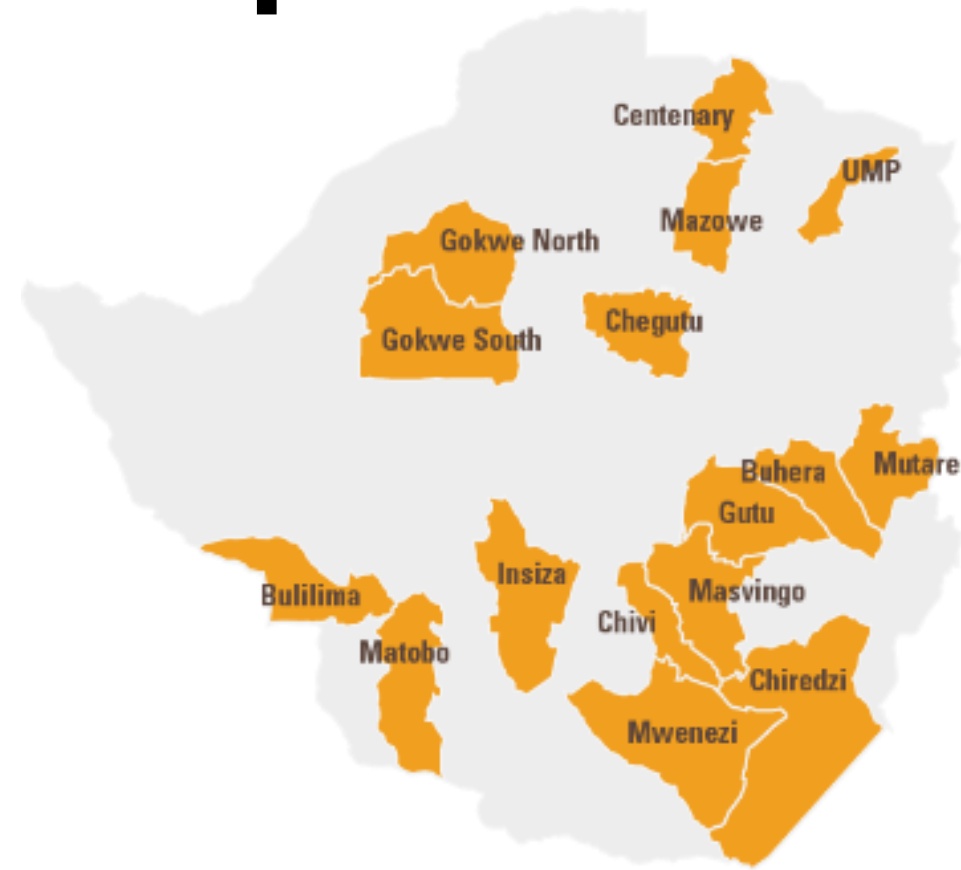 Centenary
UMP
Mazowe
Gokwe North
Chegutu
Gokwe South
Mutare
Buhera
Gutu
Insiza
Masvingo
Bulilima
Chivi
Matobo
Chiredzi
Mwenezi